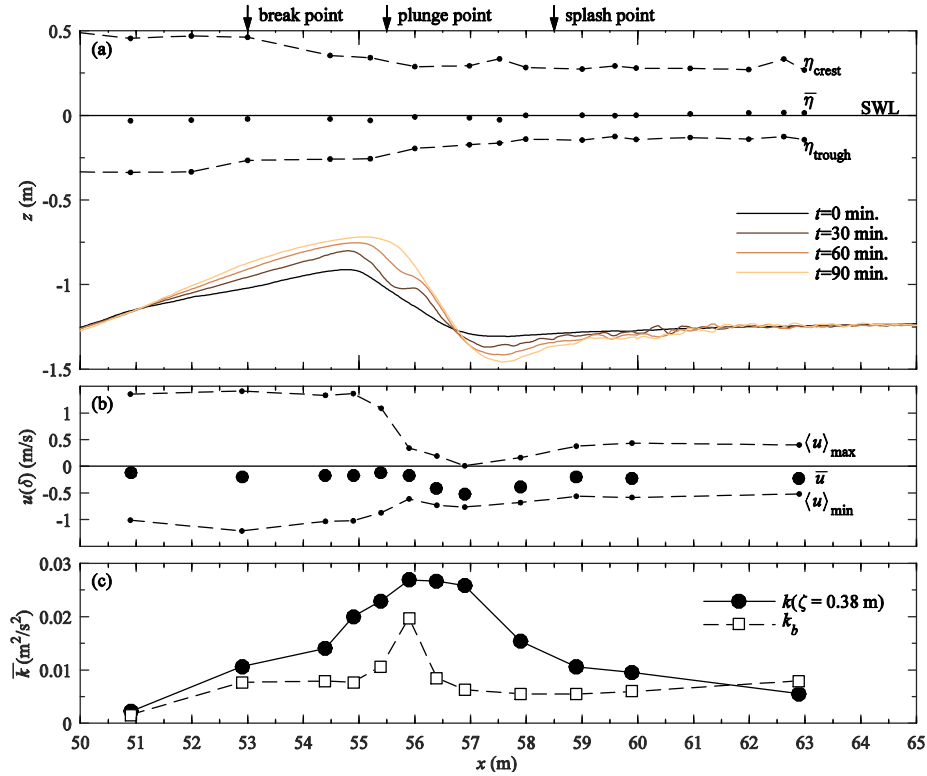 break point plunge point splash point
(a)
0.5
0
-0.5
-1
-1.5
z (m)
η_crest
η̅
SWL
η_trough
t=0 min.
t=30 min.
t=60 min.
t=90 min.
(b)
1
0.5
0
-0.5
-1
u(δ) (m/s)
⟨u⟩_max
u̅
⟨u⟩_min
(c)
0.03
0.02
0.01
0
k̅ (m²/s²)
k(ζ = 0.38 m)
k_b
50 51 52 53 54 55 56 57 58 59 60 61 62 63 64 65
x (m)